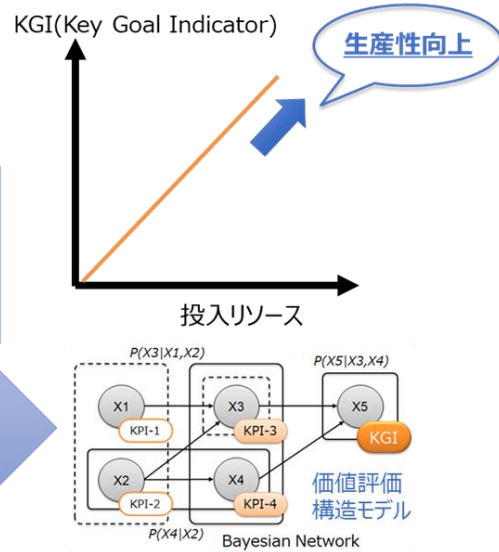 KGI(Key Goal Indicator)
生産性向上
投入リソース
P(X3|X1,X2)
P(X5|X3,X4)
X1
KPI-1
X3
KPI-3
X5
KGI
X2
KPI-2
X4
KPI-4
P(X4|X2)
価値評価
構造モデル
Bayesian Network